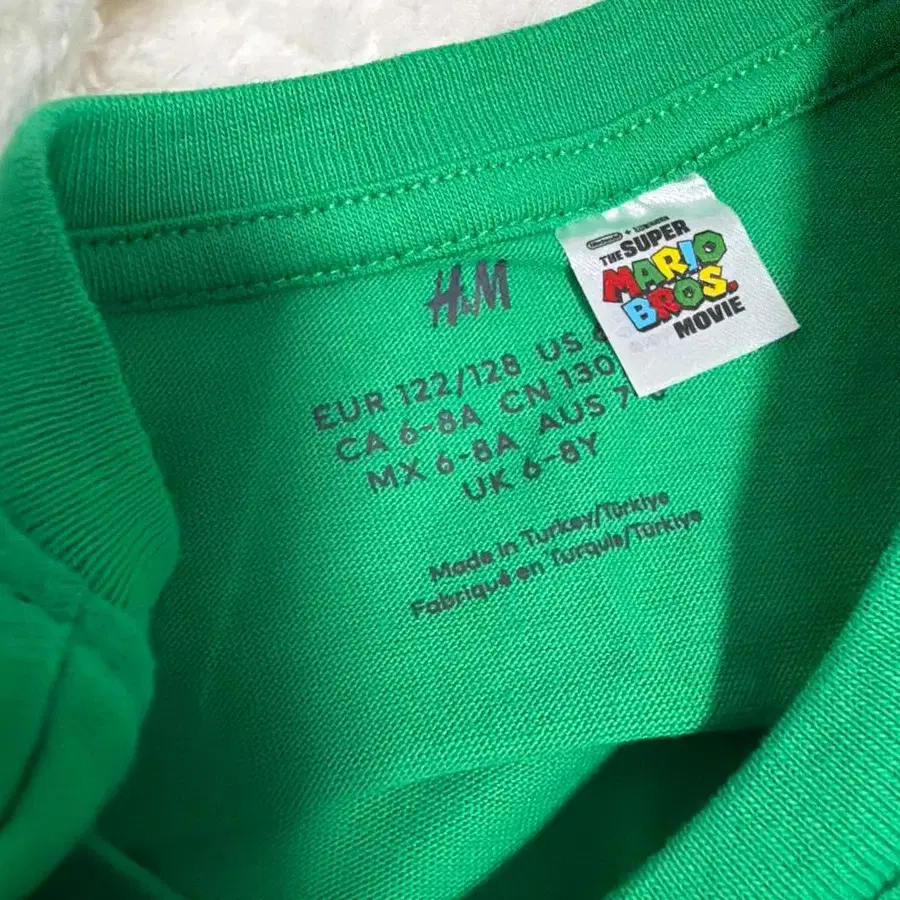 H&M
Nintendo
THE SUPER
MARIO
BROS.
MOVIE
EUR 122/128 US
CA 6-8A CN 130
MX 6-8A AUS
UK 6-8Y
Made in Turkey/Türkiye
Fabriqué en Turquie/Türkiye